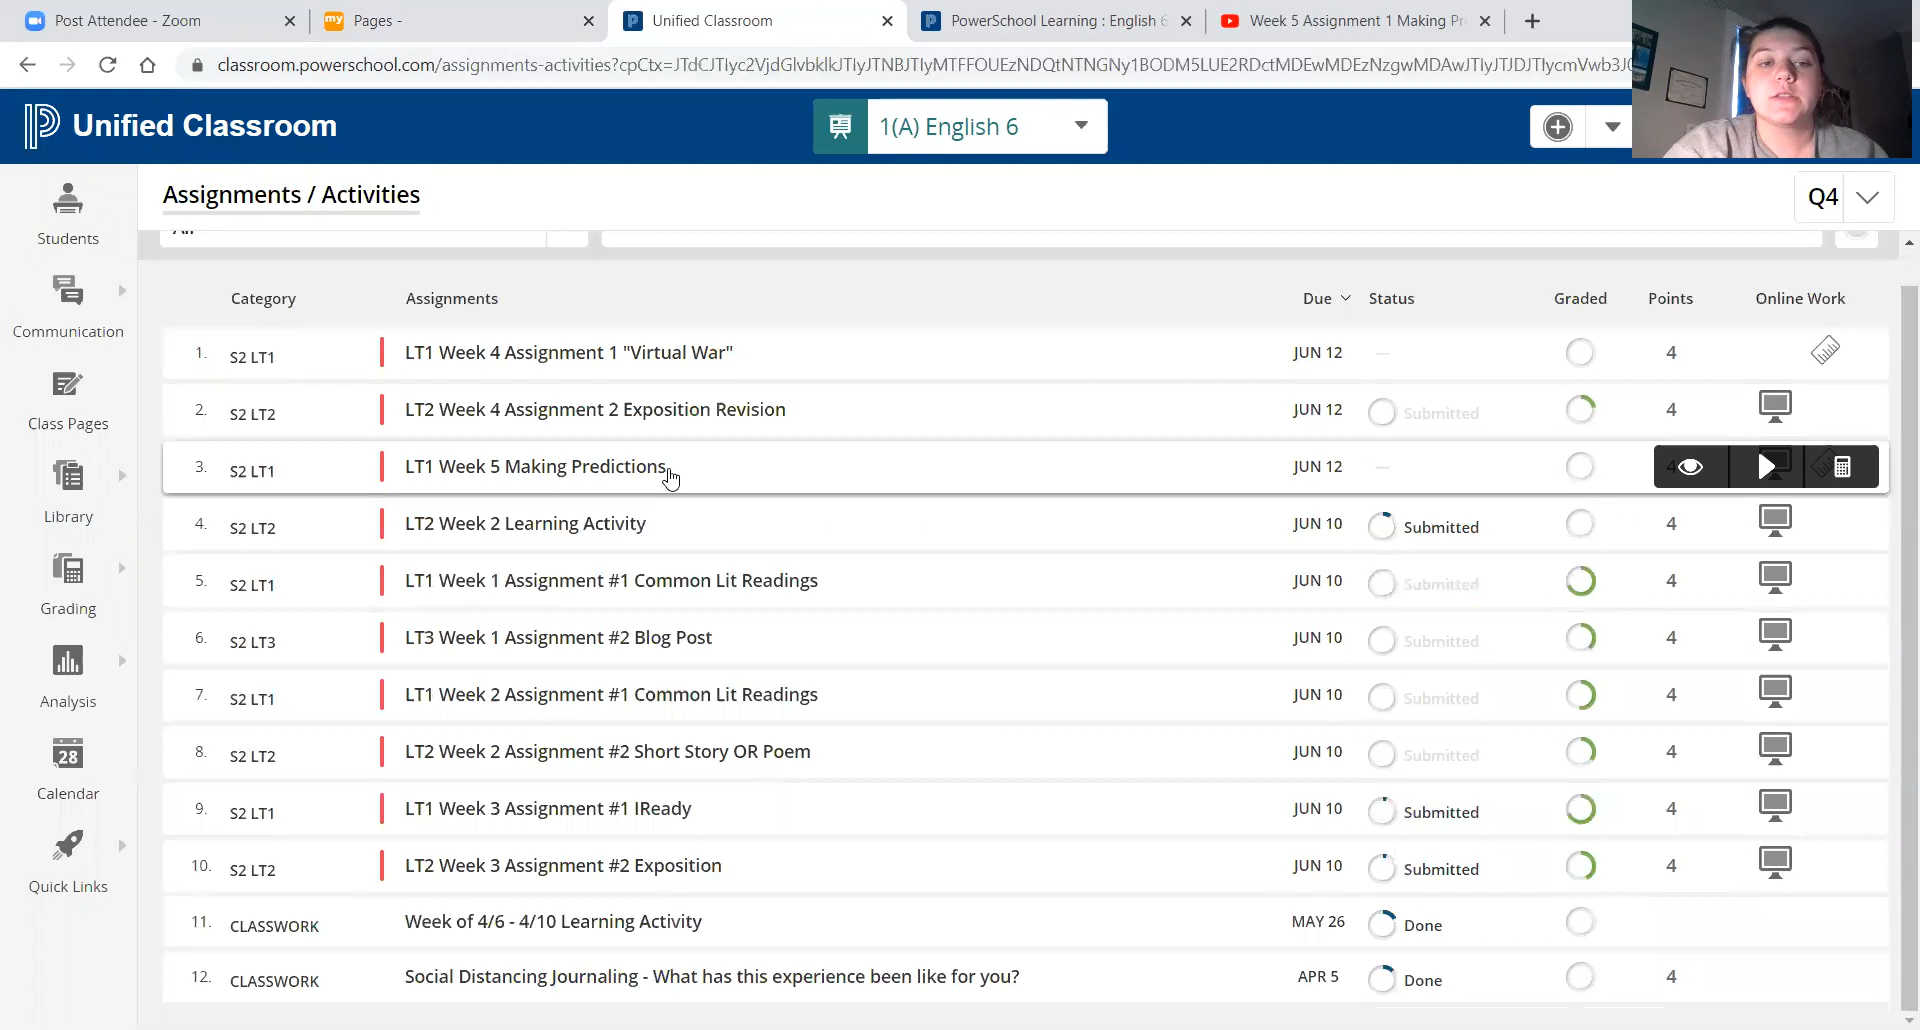 Post Attendee - Zoom
my Pages -
Unified Classroom
PowerSchool Learning : English 6
Week 5 Assignment 1 Making Pr
classroom.powerschool.com/assignments-activities?
Unified Classroom
1(A) English 6
Assignments / Activities
Q4
Students
Communication
Class Pages
Library
Grading
Analysis
28
Calendar
Quick Links
Category Assignments Due Status Graded Points Online Work
1. S2 LT1 LT1 Week 4 Assignment 1 "Virtual War" JUN 12 — 4
2. S2 LT2 LT2 Week 4 Assignment 2 Exposition Revision JUN 12 Submitted 4
3. S2 LT1 LT1 Week 5 Making Predictions JUN 12 — 4
4. S2 LT2 LT2 Week 2 Learning Activity JUN 10 Submitted 4
5. S2 LT1 LT1 Week 1 Assignment #1 Common Lit Readings JUN 10 Submitted 4
6. S2 LT3 LT3 Week 1 Assignment #2 Blog Post JUN 10 Submitted 4
7. S2 LT1 LT1 Week 2 Assignment #1 Common Lit Readings JUN 10 Submitted 4
8. S2 LT2 LT2 Week 2 Assignment #2 Short Story OR Poem JUN 10 Submitted 4
9. S2 LT1 LT1 Week 3 Assignment #1 IReady JUN 10 Submitted 4
10. S2 LT2 LT2 Week 3 Assignment #2 Exposition JUN 10 Submitted 4
11. CLASSWORK Week of 4/6 - 4/10 Learning Activity MAY 26 Done
12. CLASSWORK Social Distancing Journaling - What has this experience been like for you? APR 5 Done 4